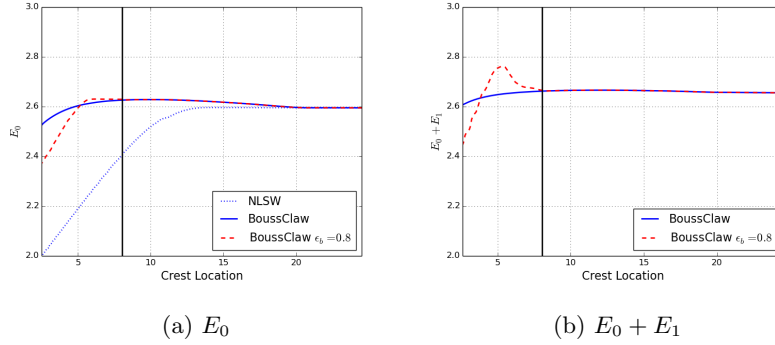 3.0
2.8
2.6
2.4
2.2
2.0
E₀
5
10
15
20
Crest Location
NLSW
BoussClaw
BoussClaw ϵ_b = 0.8
3.0
2.8
2.6
2.4
2.2
2.0
E₀ + E₁
5
10
15
20
Crest Location
BoussClaw
BoussClaw ϵ_b = 0.8
(a) E₀
(b) E₀ + E₁